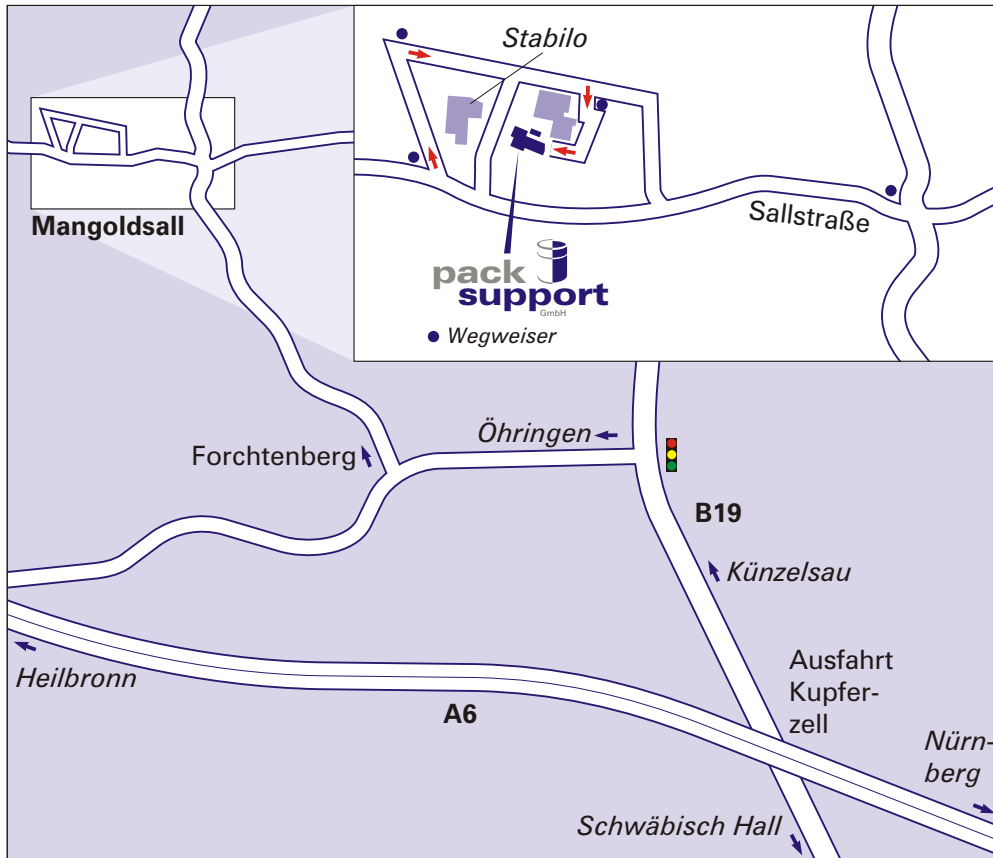 Stabilo
Mangoldsall
Sallstraße
pack
support
GmbH
Wegweiser
Öhringen
Forchtenberg
B19
Künzelsau
Heilbronn
A6
Ausfahrt
Kupfer-
zell
Nürn-
berg
Schwäbisch Hall